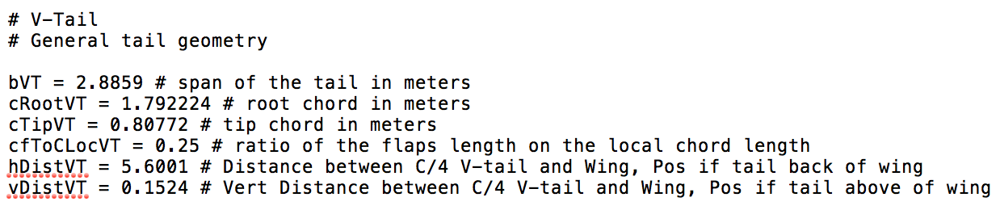 # V-Tail
# General tail geometry
bVT = 2.8859 # span of the tail in meters
cRootVT = 1.792224 # root chord in meters
cTipVT = 0.80772 # tip chord in meters
cfToCLocVT = 0.25 # ratio of the flaps length on the local chord length
hDistVT = 5.6001 # Distance between C/4 V-tail and Wing, Pos if tail back of wing
vDistVT = 0.1524 # Vert Distance between C/4 V-tail and Wing, Pos if tail above of wing